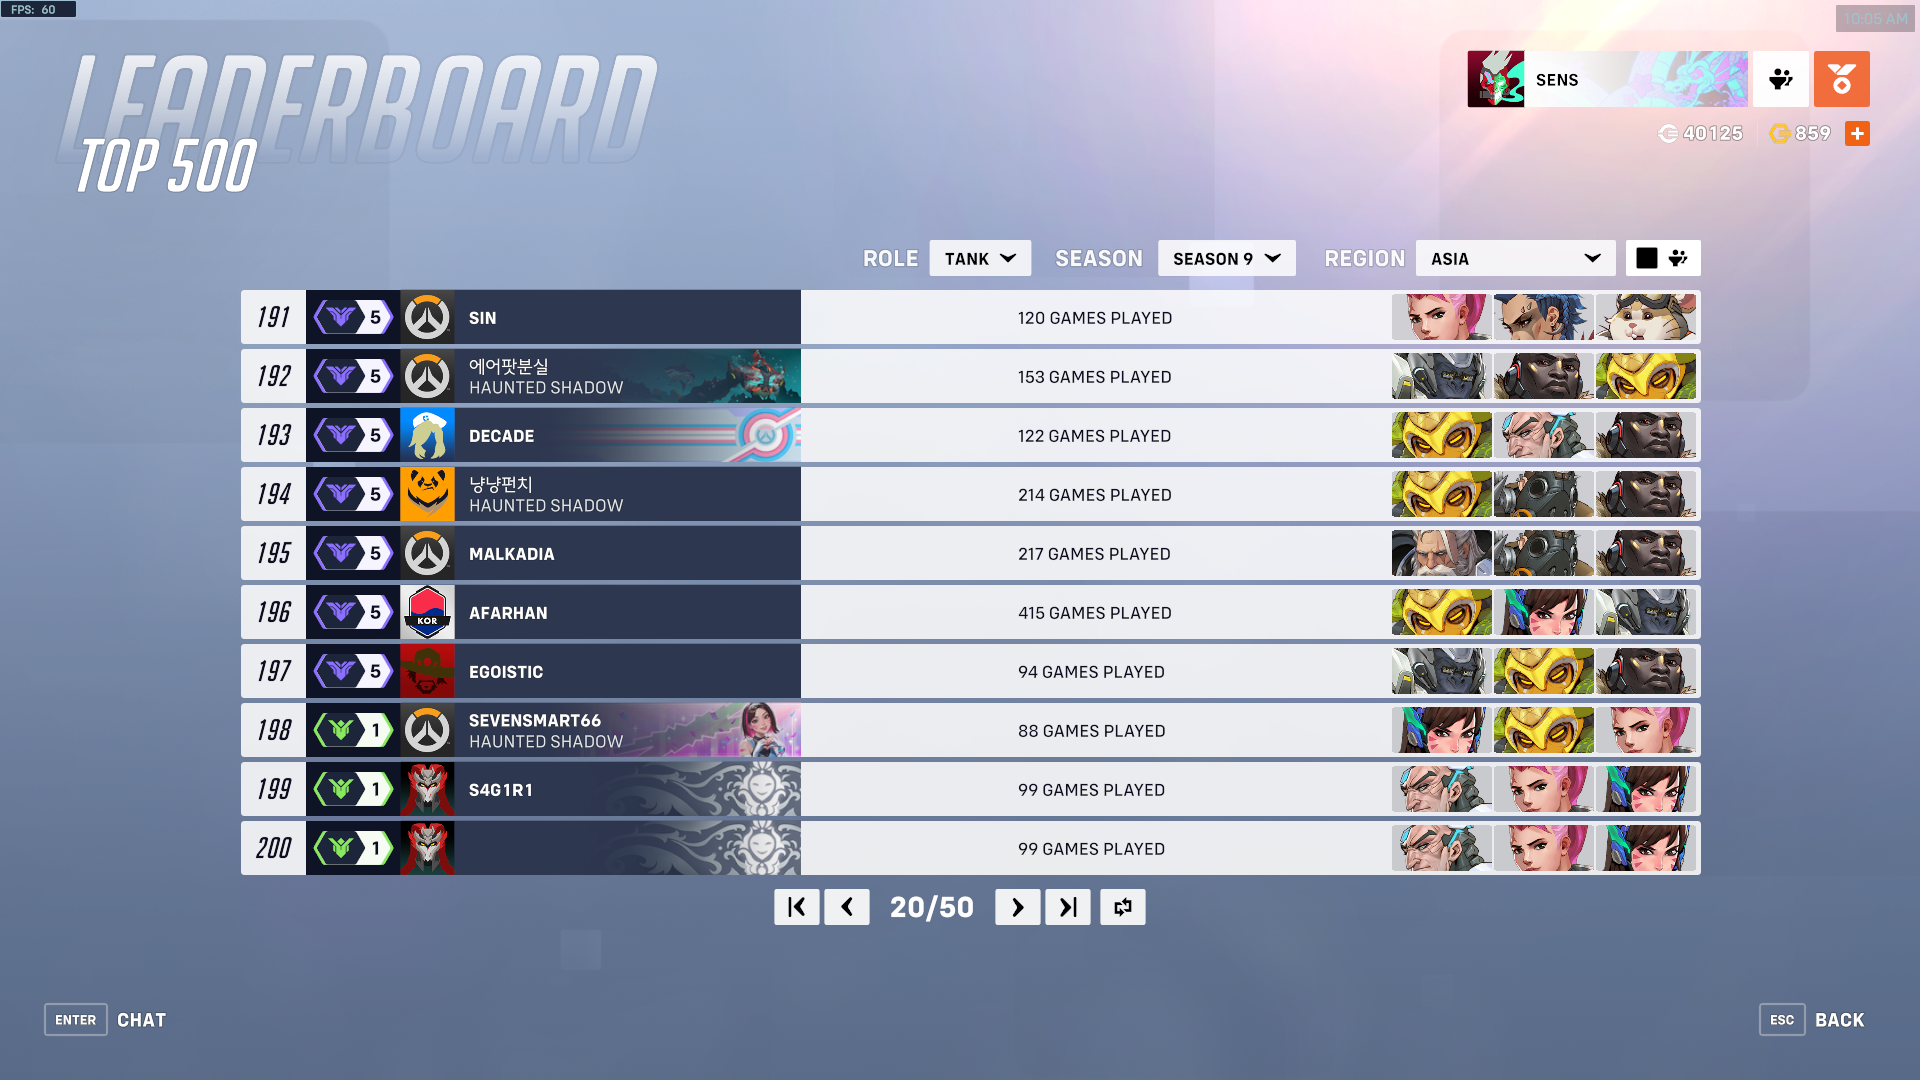 FPS: 60
10:05 AM
LEADERBOARD
TOP 500
SENS
40125 859
ROLE TANK SEASON SEASON 9 REGION ASIA
191 5 SIN 120 GAMES PLAYED
192 5 에어팟분실 153 GAMES PLAYED
HAUNTED SHADOW
193 5 DECADE 122 GAMES PLAYED
194 5 냥냥펀치 214 GAMES PLAYED
HAUNTED SHADOW
195 5 MALKADIA 217 GAMES PLAYED
196 5 KOR AFARHAN 415 GAMES PLAYED
197 5 EGOISTIC 94 GAMES PLAYED
198 1 SEVENSMART66 88 GAMES PLAYED
HAUNTED SHADOW
199 1 S4G1R1 99 GAMES PLAYED
200 1 99 GAMES PLAYED
20/50
ENTER CHAT
ESC BACK